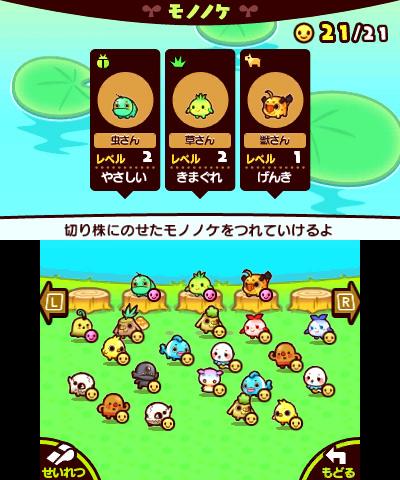 モノノケ
21/21
虫さん
レベル 2
やさしい
草さん
レベル 2
きまぐれ
獣さん
レベル 1
げんき
切り株にのせたモノノケをつれていけるよ
L
R
せいれつ
もどる